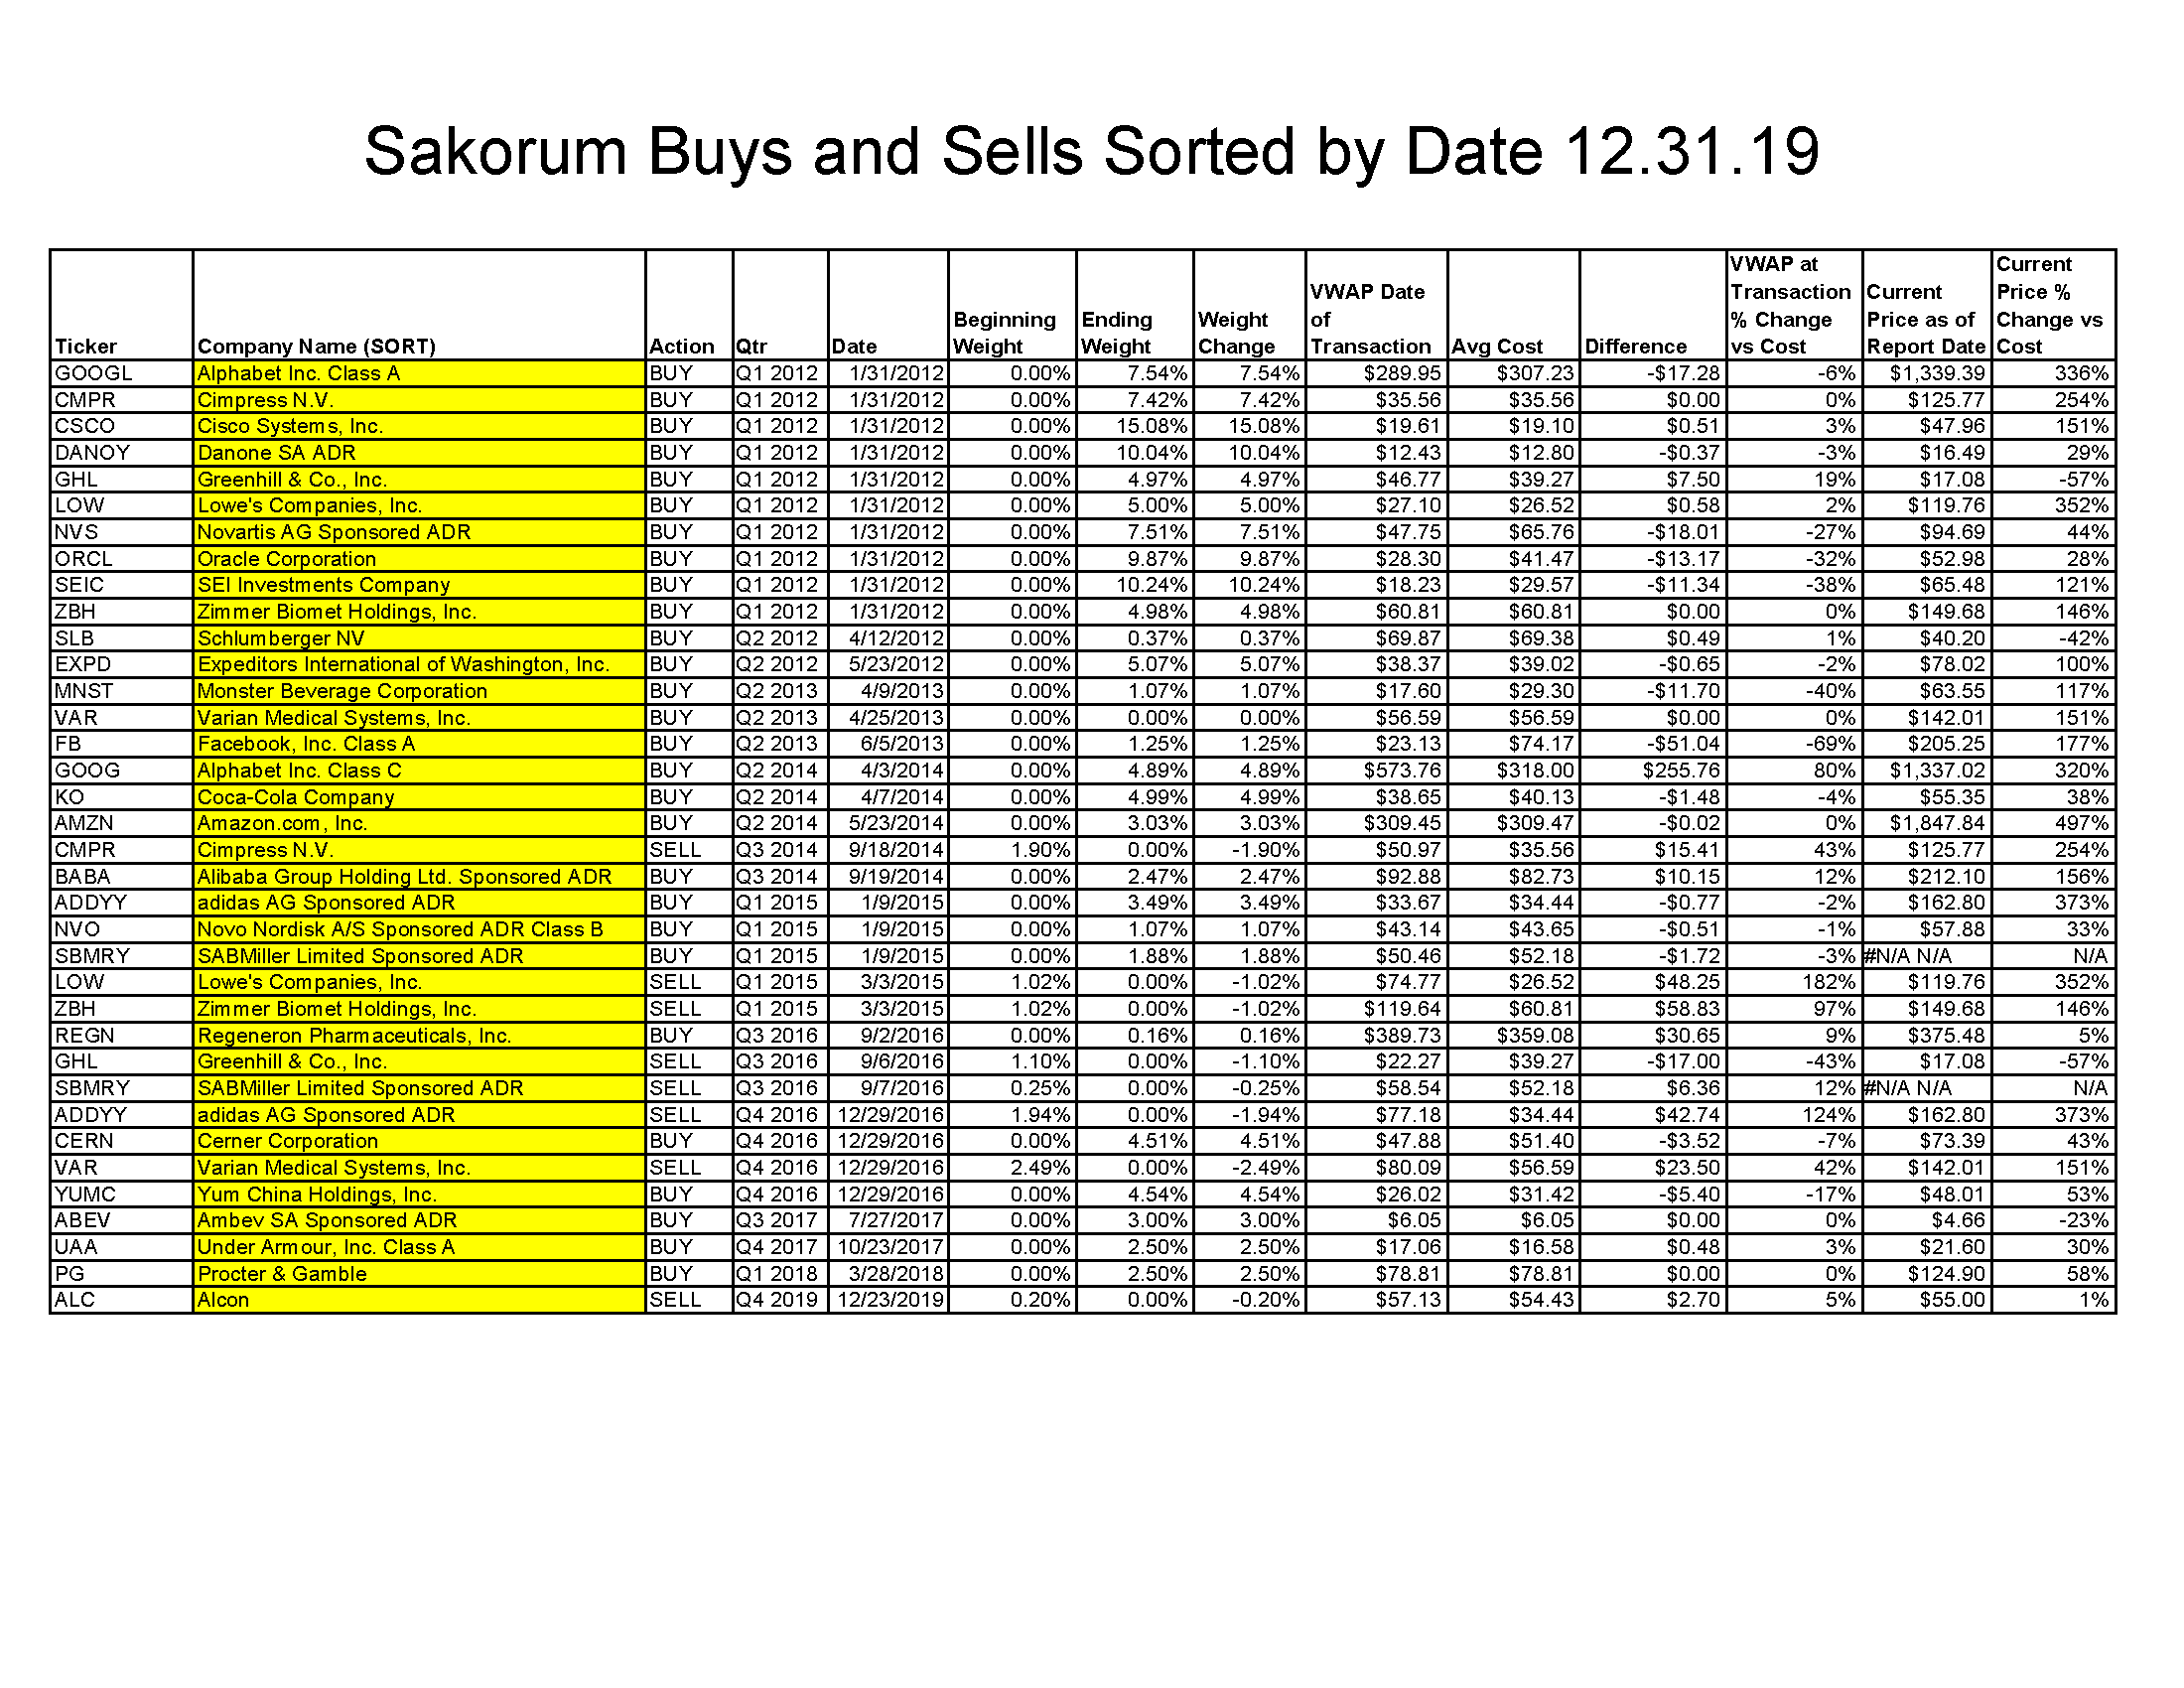 Sakorum Buys and Sells Sorted by Date 12.31.19
Ticker Company Name (SORT) Action Qtr Date Beginning Weight Ending Weight Weight Change VWAP Date of Transaction Avg Cost Difference VWAP at Transaction % Change vs Cost Current Price as of Report Date Current Price % Change vs Cost
GOOGL Alphabet Inc. Class A BUY Q1 2012 1/31/2012 0.00% 7.54% 7.54% $289.95 $307.23 -$17.28 -6% $1,339.39 336%
CMPR Cimpress N.V. BUY Q1 2012 1/31/2012 0.00% 7.42% 7.42% $35.56 $35.56 $0.00 0% $125.77 254%
CSCO Cisco Systems, Inc. BUY Q1 2012 1/31/2012 0.00% 15.08% 15.08% $19.61 $19.10 $0.51 3% $47.96 151%
DANOY Danone SA ADR BUY Q1 2012 1/31/2012 0.00% 10.04% 10.04% $12.43 $12.80 -$0.37 -3% $16.49 29%
GHL Greenhill & Co., Inc. BUY Q1 2012 1/31/2012 0.00% 4.97% 4.97% $46.77 $39.27 $7.50 19% $17.08 -57%
LOW Lowe's Companies, Inc. BUY Q1 2012 1/31/2012 0.00% 5.00% 5.00% $27.10 $26.52 $0.58 2% $119.76 352%
NVS Novartis AG Sponsored ADR BUY Q1 2012 1/31/2012 0.00% 7.51% 7.51% $47.75 $65.76 -$18.01 -27% $94.69 44%
ORCL Oracle Corporation BUY Q1 2012 1/31/2012 0.00% 9.87% 9.87% $28.30 $41.47 -$13.17 -32% $52.98 28%
SEIC SEI Investments Company BUY Q1 2012 1/31/2012 0.00% 10.24% 10.24% $18.23 $29.57 -$11.34 -38% $65.48 121%
ZBH Zimmer Biomet Holdings, Inc. BUY Q1 2012 1/31/2012 0.00% 4.98% 4.98% $60.81 $60.81 $0.00 0% $149.68 146%
SLB Schlumberger NV BUY Q2 2012 4/12/2012 0.00% 0.37% 0.37% $69.87 $69.38 $0.49 1% $40.20 -42%
EXPD Expeditors International of Washington, Inc. BUY Q2 2012 5/23/2012 0.00% 5.07% 5.07% $38.37 $39.02 -$0.65 -2% $78.02 100%
MNST Monster Beverage Corporation BUY Q2 2013 4/9/2013 0.00% 1.07% 1.07% $17.60 $29.30 -$11.70 -40% $63.55 117%
VAR Varian Medical Systems, Inc. BUY Q2 2013 4/25/2013 0.00% 0.00% 0.00% $56.59 $56.59 $0.00 0% $142.01 151%
FB Facebook, Inc. Class A BUY Q2 2013 6/5/2013 0.00% 1.25% 1.25% $23.13 $74.17 -$51.04 -69% $205.25 177%
GOOG Alphabet Inc. Class C BUY Q2 2014 4/3/2014 0.00% 4.89% 4.89% $573.76 $318.00 $255.76 80% $1,337.02 320%
KO Coca-Cola Company BUY Q2 2014 4/7/2014 0.00% 4.99% 4.99% $38.65 $40.13 -$1.48 -4% $55.35 38%
AMZN Amazon.com, Inc. BUY Q2 2014 5/23/2014 0.00% 3.03% 3.03% $309.45 $309.47 -$0.02 0% $1,847.84 497%
CMPR Cimpress N.V. SELL Q3 2014 9/18/2014 1.90% 0.00% -1.90% $50.97 $35.56 $15.41 43% $125.77 254%
BABA Alibaba Group Holding Ltd. Sponsored ADR BUY Q3 2014 9/19/2014 0.00% 2.47% 2.47% $92.88 $82.73 $10.15 12% $212.10 156%
ADDYY adidas AG Sponsored ADR BUY Q1 2015 1/9/2015 0.00% 3.49% 3.49% $33.67 $34.44 -$0.77 -2% $162.80 373%
NVO Novo Nordisk A/S Sponsored ADR Class B BUY Q1 2015 1/9/2015 0.00% 1.07% 1.07% $43.14 $43.65 -$0.51 -1% $57.88 33%
SBMRY SABMiller Limited Sponsored ADR BUY Q1 2015 1/9/2015 0.00% 1.88% 1.88% $50.46 $52.18 -$1.72 -3% #N/A N/A N/A
LOW Lowe's Companies, Inc. SELL Q1 2015 3/3/2015 1.02% 0.00% -1.02% $74.77 $26.52 $48.25 182% $119.76 352%
ZBH Zimmer Biomet Holdings, Inc. SELL Q1 2015 3/3/2015 1.02% 0.00% -1.02% $119.64 $60.81 $58.83 97% $149.68 146%
REGN Regeneron Pharmaceuticals, Inc. BUY Q3 2016 9/2/2016 0.00% 0.16% 0.16% $389.73 $359.08 $30.65 9% $375.48 5%
GHL Greenhill & Co., Inc. SELL Q3 2016 9/6/2016 1.10% 0.00% -1.10% $22.27 $39.27 -$17.00 -43% $17.08 -57%
SBMRY SABMiller Limited Sponsored ADR SELL Q3 2016 9/7/2016 0.25% 0.00% -0.25% $58.54 $52.18 $6.36 12% #N/A N/A N/A
ADDYY adidas AG Sponsored ADR SELL Q4 2016 12/29/2016 1.94% 0.00% -1.94% $77.18 $34.44 $42.74 124% $162.80 373%
CERN Cerner Corporation BUY Q4 2016 12/29/2016 0.00% 4.51% 4.51% $47.88 $51.40 -$3.52 -7% $73.39 43%
VAR Varian Medical Systems, Inc. SELL Q4 2016 12/29/2016 2.49% 0.00% -2.49% $80.09 $56.59 $23.50 42% $142.01 151%
YUMC Yum China Holdings, Inc. BUY Q4 2016 12/29/2016 0.00% 4.54% 4.54% $26.02 $31.42 -$5.40 -17% $48.01 53%
ABEV Ambev SA Sponsored ADR BUY Q3 2017 7/27/2017 0.00% 3.00% 3.00% $6.05 $6.05 $0.00 0% $4.66 -23%
UAA Under Armour, Inc. Class A BUY Q4 2017 10/23/2017 0.00% 2.50% 2.50% $17.06 $16.58 $0.48 3% $21.60 30%
PG Procter & Gamble BUY Q1 2018 3/28/2018 0.00% 2.50% 2.50% $78.81 $78.81 $0.00 0% $124.90 58%
ALC Alcon SELL Q4 2019 12/23/2019 0.20% 0.00% -0.20% $57.13 $54.43 $2.70 5% $55.00 1%